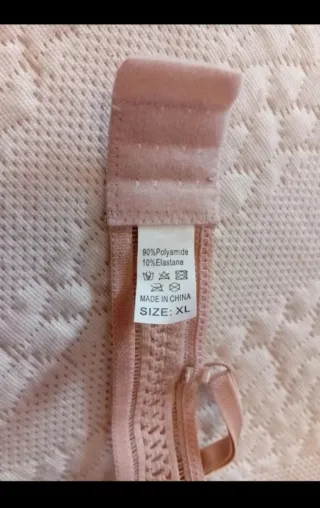 90%Polyamide
10%Elastane
MADE IN CHINA
SIZE: XL